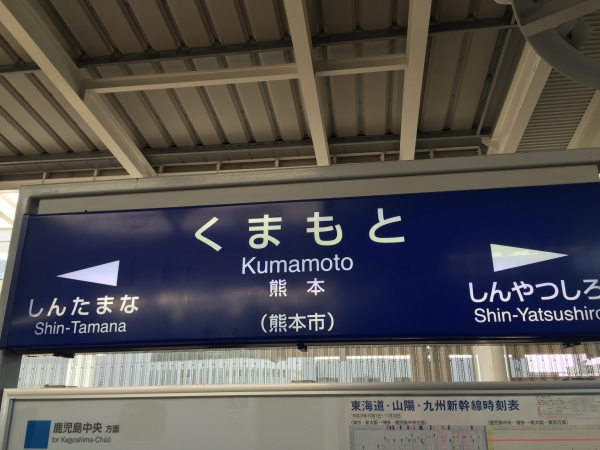 くまもと
Kumamoto
熊本
（熊本市）
しんたまな
Shin-Tamana
しんやつしろ
Shin-Yatsushiro
鹿児島中央 方面
for Kagoshima-Chūō
東海道・山陽・九州新幹線時刻表